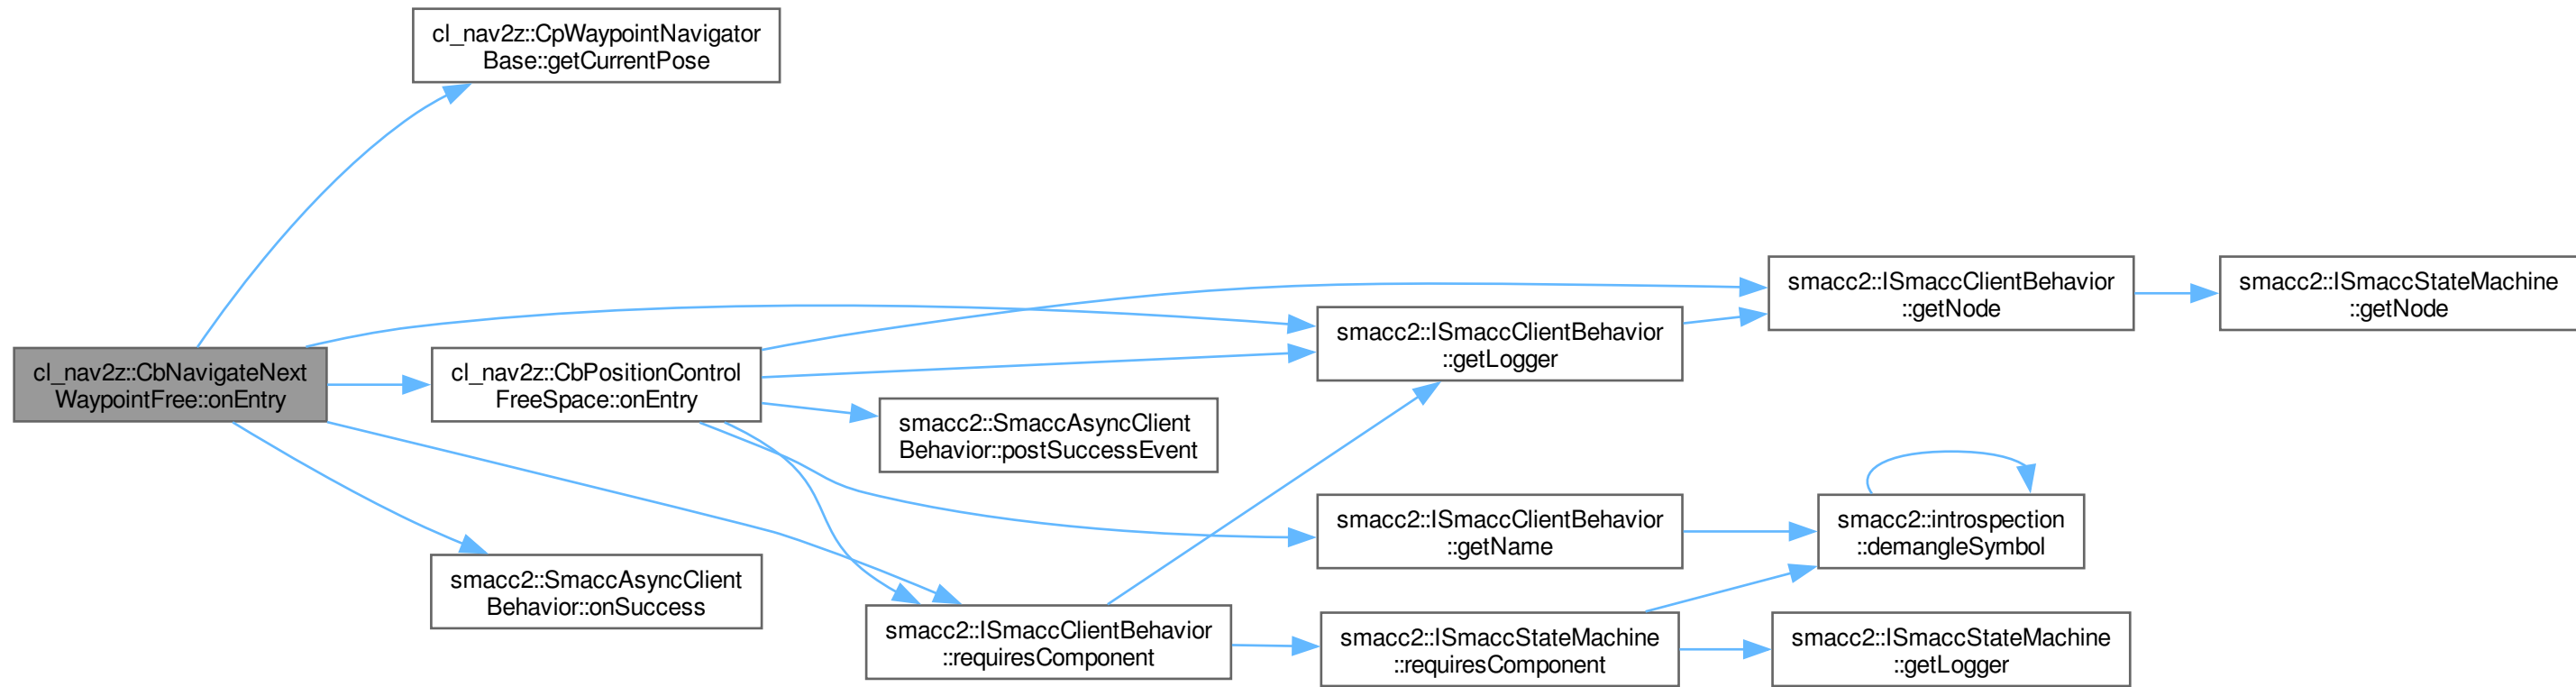 cl_nav2z::CpWaypointNavigator
Base::getCurrentPose
smacc2::ISmaccClientBehavior
::getNode
smacc2::ISmaccStateMachine
::getNode
smacc2::ISmaccClientBehavior
::getLogger
cl_nav2z::CbNavigateNext
WaypointFree::onEntry
cl_nav2z::CbPositionControl
FreeSpace::onEntry
smacc2::SmaccAsyncClient
Behavior::postSuccessEvent
smacc2::ISmaccClientBehavior
::getName
smacc2::introspection
::demangleSymbol
smacc2::SmaccAsyncClient
Behavior::onSuccess
smacc2::ISmaccClientBehavior
::requiresComponent
smacc2::ISmaccStateMachine
::requiresComponent
smacc2::ISmaccStateMachine
::getLogger